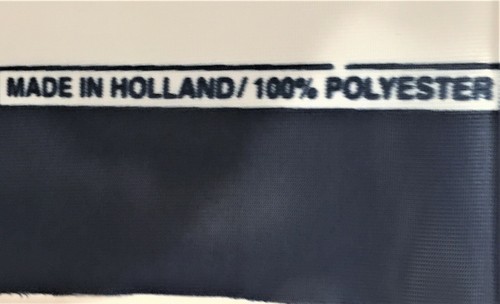 MADE IN HOLLAND/ 100% POLYESTER